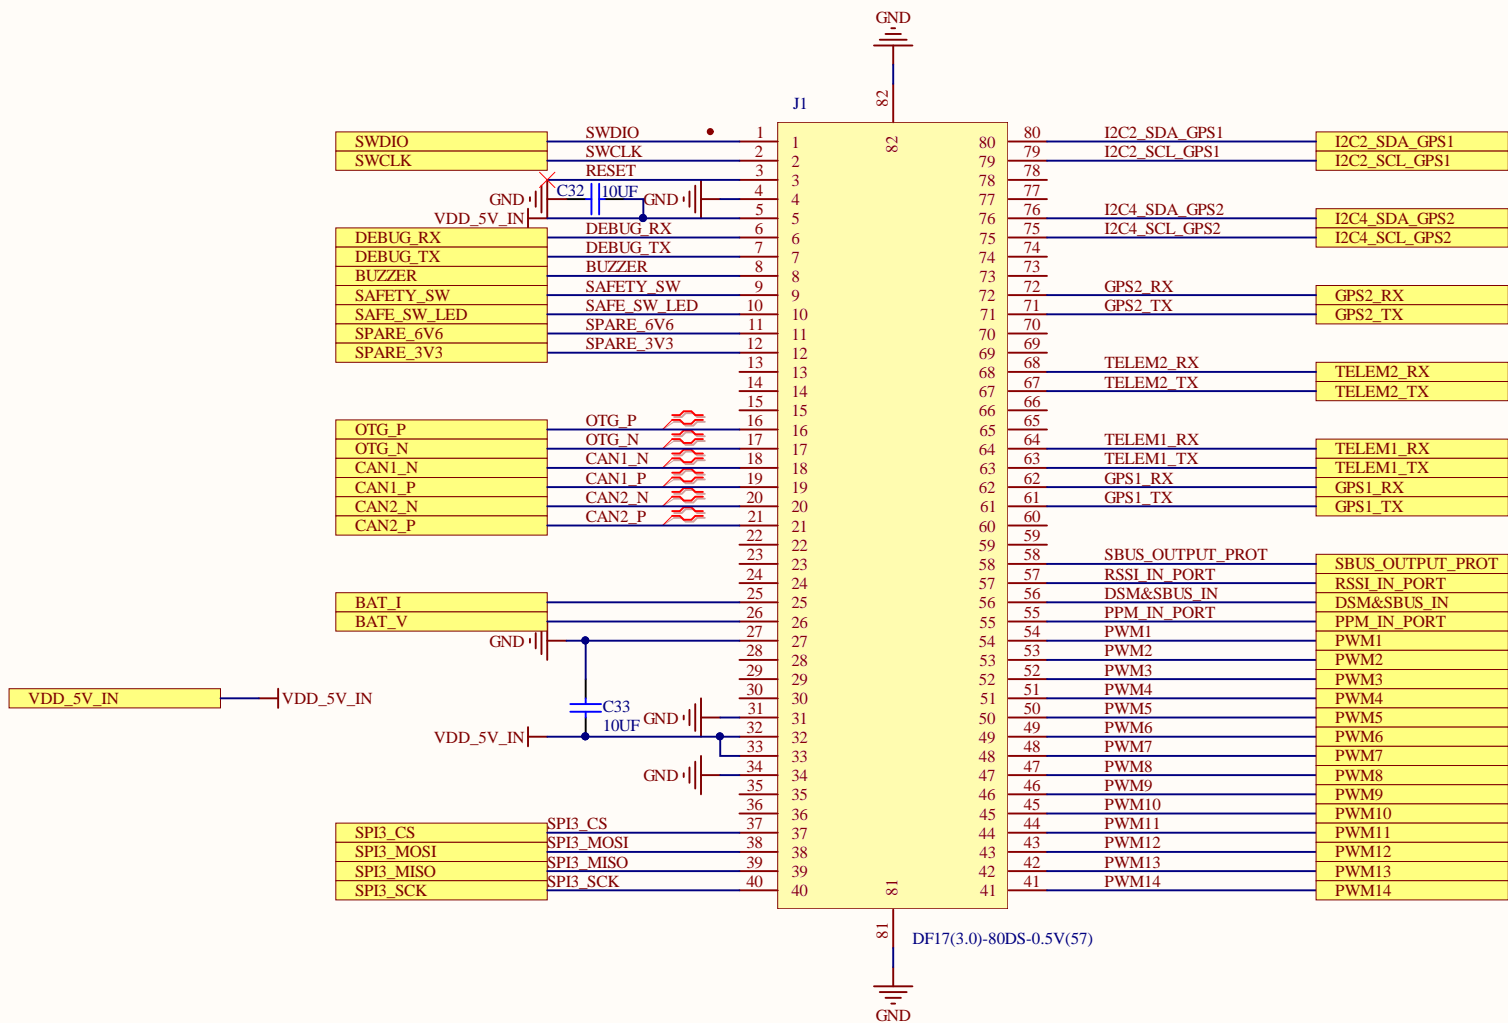 GND
82
J1
82
SWDIO SWDIO 1 1 80 80 I2C2_SDA_GPS1 I2C2_SDA_GPS1
SWCLK SWCLK 2 2 79 79 I2C2_SCL_GPS1 I2C2_SCL_GPS1
RESET 3 3 78 78
GND C32 10UF GND 4 4 77 77
VDD_5V_IN 5 5 76 76 I2C4_SDA_GPS2 I2C4_SDA_GPS2
DEBUG_RX DEBUG_RX 6 6 75 75 I2C4_SCL_GPS2 I2C4_SCL_GPS2
DEBUG_TX DEBUG_TX 7 7 74 74
BUZZER BUZZER 8 8 73 73
SAFETY_SW SAFETY_SW 9 9 72 72 GPS2_RX GPS2_RX
SAFE_SW_LED SAFE_SW_LED 10 10 71 71 GPS2_TX GPS2_TX
SPARE_6V6 SPARE_6V6 11 11 70 70
SPARE_3V3 SPARE_3V3 12 12 69 69
13 13 68 68 TELEM2_RX TELEM2_RX
14 14 67 67 TELEM2_TX TELEM2_TX
15 15 66 66
OTG_P OTG_P 16 16 65 65
OTG_N OTG_N 17 17 64 64 TELEM1_RX TELEM1_RX
CAN1_N CAN1_N 18 18 63 63 TELEM1_TX TELEM1_TX
CAN1_P CAN1_P 19 19 62 62 GPS1_RX GPS1_RX
CAN2_N CAN2_N 20 20 61 61 GPS1_TX GPS1_TX
CAN2_P CAN2_P 21 21 60 60
22 22 59 59
23 23 58 58 SBUS_OUTPUT_PROT SBUS_OUTPUT_PROT
24 24 57 57 RSSI_IN_PORT RSSI_IN_PORT
BAT_I 25 25 56 56 DSM&SBUS_IN DSM&SBUS_IN
BAT_V 26 26 55 55 PPM_IN_PORT PPM_IN_PORT
GND 27 27 54 54 PWM1 PWM1
28 28 53 53 PWM2 PWM2
29 29 52 52 PWM3 PWM3
VDD_5V_IN VDD_5V_IN 30 30 51 51 PWM4 PWM4
C33 GND 31 31 50 50 PWM5 PWM5
10UF
VDD_5V_IN 32 32 49 49 PWM6 PWM6
33 33 48 48 PWM7 PWM7
GND 34 34 47 47 PWM8 PWM8
35 35 46 46 PWM9 PWM9
36 36 45 45 PWM10 PWM10
SPI3_CS SPI3_CS 37 37 44 44 PWM11 PWM11
SPI3_MOSI SPI3_MOSI 38 38 43 43 PWM12 PWM12
SPI3_MISO SPI3_MISO 39 39 42 42 PWM13 PWM13
SPI3_SCK SPI3_SCK 40 40 41 41 PWM14 PWM14
81
81
DF17(3.0)-80DS-0.5V(57)
GND